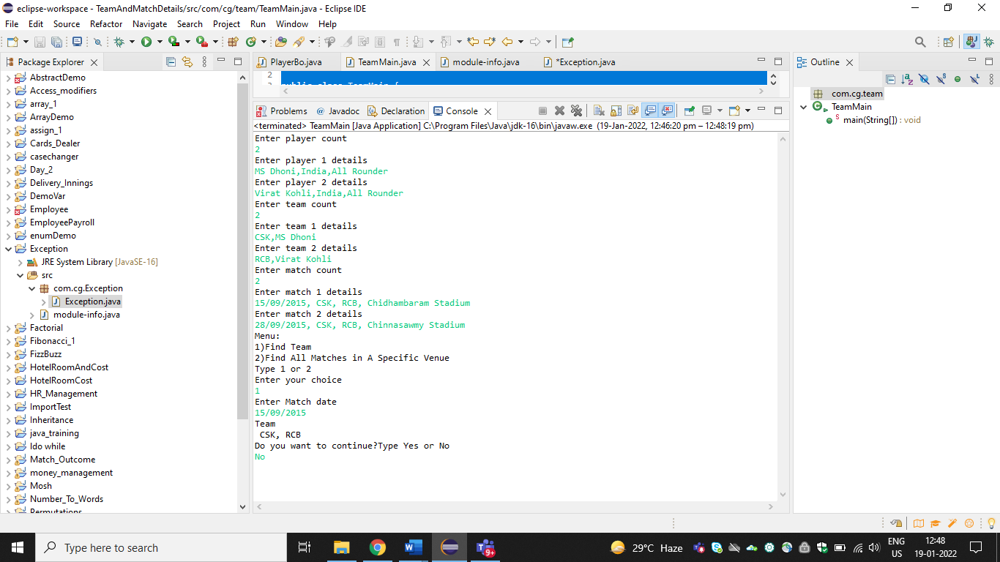 eclipse-workspace - TeamAndMatchDetails/src/com/cg/team/TeamMain.java - Eclipse IDE
File Edit Source Refactor Navigate Search Project Run Window Help
Package Explorer
AbstractDemo
Access_modifiers
array_1
ArrayDemo
assign_1
Cards_Dealer
casechanger
Day_2
Delivery_Innings
DemoVar
Employee
EmployeePayroll
enumDemo
Exception
JRE System Library [JavaSE-16]
src
com.cg.Exception
Exception.java
module-info.java
Factorial
Fibonacci_1
FizzBuzz
HotelRoomAndCost
HotelRoomCost
HR_Management
ImportTest
Inheritance
java_training
Ido while
Match_Outcome
money_management
Mosh
Number_To_Words
Permutations
PlayerBo.java TeamMain.java module-info.java *Exception.java
2
3 public class TeamMain {
Problems Javadoc Declaration Console
<terminated> TeamMain [Java Application] C:\Program Files\Java\jdk-16\bin\javaw.exe (19-Jan-2022, 12:46:20 pm – 12:48:19 pm)
Enter player count
2
Enter player 1 details
MS Dhoni,India,All Rounder
Enter player 2 details
Virat Kohli,India,All Rounder
Enter team count
2
Enter team 1 details
CSK,MS Dhoni
Enter team 2 details
RCB,Virat Kohli
Enter match count
2
Enter match 1 details
15/09/2015, CSK, RCB, Chidhambaram Stadium
Enter match 2 details
28/09/2015, CSK, RCB, Chinnasawmy Stadium
Menu:
1)Find Team
2)Find All Matches in A Specific Venue
Type 1 or 2
Enter your choice
1
Enter Match date
15/09/2015
Team
CSK, RCB
Do you want to continue?Type Yes or No
No
Outline
com.cg.team
TeamMain
main(String[]) : void
Type here to search
9+
29°C Haze
ENG
US
12:48
19-01-2022